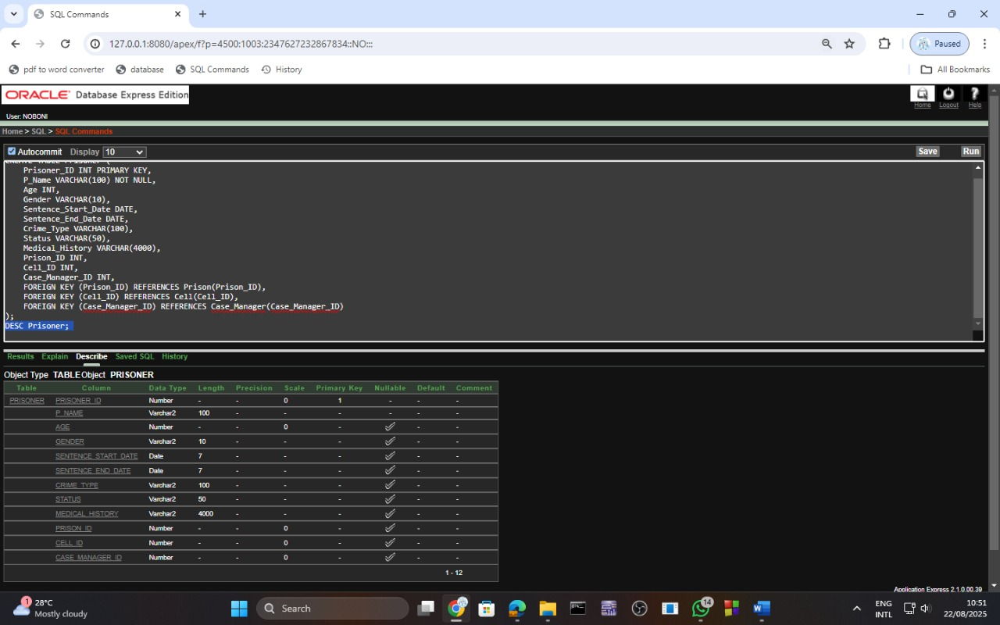 SQL Commands
127.0.0.1:8080/apex/f?p=4500:1003:2347627232867834::NO:::
Paused
pdf to word converter database SQL Commands History All Bookmarks
ORACLE Database Express Edition
Home Logout Help
User: NOBONI
Home > SQL > SQL Commands
Autocommit Display 10 Save Run
CREATE TABLE Prisoner (
Prisoner_ID INT PRIMARY KEY,
P_Name VARCHAR(100) NOT NULL,
Age INT,
Gender VARCHAR(10),
Sentence_Start_Date DATE,
Sentence_End_Date DATE,
Crime_Type VARCHAR(100),
Status VARCHAR(50),
Medical_History VARCHAR(4000),
Prison_ID INT,
Cell_ID INT,
Case_Manager_ID INT,
FOREIGN KEY (Prison_ID) REFERENCES Prison(Prison_ID),
FOREIGN KEY (Cell_ID) REFERENCES Cell(Cell_ID),
FOREIGN KEY (Case_Manager_ID) REFERENCES Case_Manager(Case_Manager_ID)
);
DESC Prisoner;
Results Explain Describe Saved SQL History
Object Type TABLE Object PRISONER
Table Column Data Type Length Precision Scale Primary Key Nullable Default Comment
PRISONER PRISONER_ID Number - - 0 1 - - -
P_NAME Varchar2 100 - - - - - -
AGE Number - - 0 - - -
GENDER Varchar2 10 - - - - -
SENTENCE_START_DATE Date 7 - - - - -
SENTENCE_END_DATE Date 7 - - - - -
CRIME_TYPE Varchar2 100 - - - - -
STATUS Varchar2 50 - - - - -
MEDICAL_HISTORY Varchar2 4000 - - - - -
PRISON_ID Number - - 0 - - -
CELL_ID Number - - 0 - - -
CASE_MANAGER_ID Number - - 0 - - -
1 - 12
Application Express 2.1.0.00.39
1
28°C
Mostly cloudy
Search
14
ENG
INTL
10:51
22/08/2025